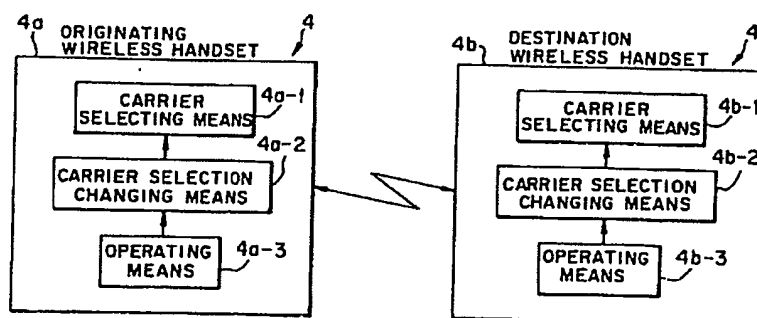 4a ORIGINATING
WIRELESS HANDSET
4
CARRIER
SELECTING MEANS
4a-1
4a-2
CARRIER SELECTION
CHANGING MEANS
OPERATING
MEANS
4a-3
4b DESTINATION
WIRELESS HANDSET
4
CARRIER
SELECTING MEANS
4b-1
4b-2
CARRIER SELECTION
CHANGING MEANS
OPERATING
MEANS
4b-3